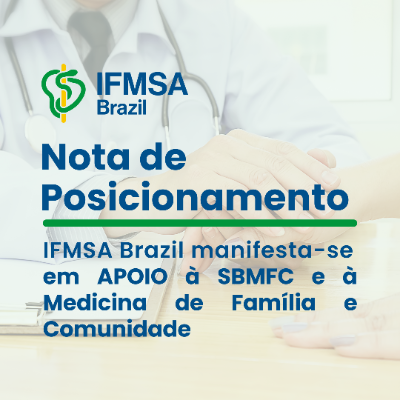 IFMSA
Brazil
Nota de
Posicionamento
IFMSA Brazil manifesta-se
em APOIO à SBMFC e à
Medicina de Família e
Comunidade